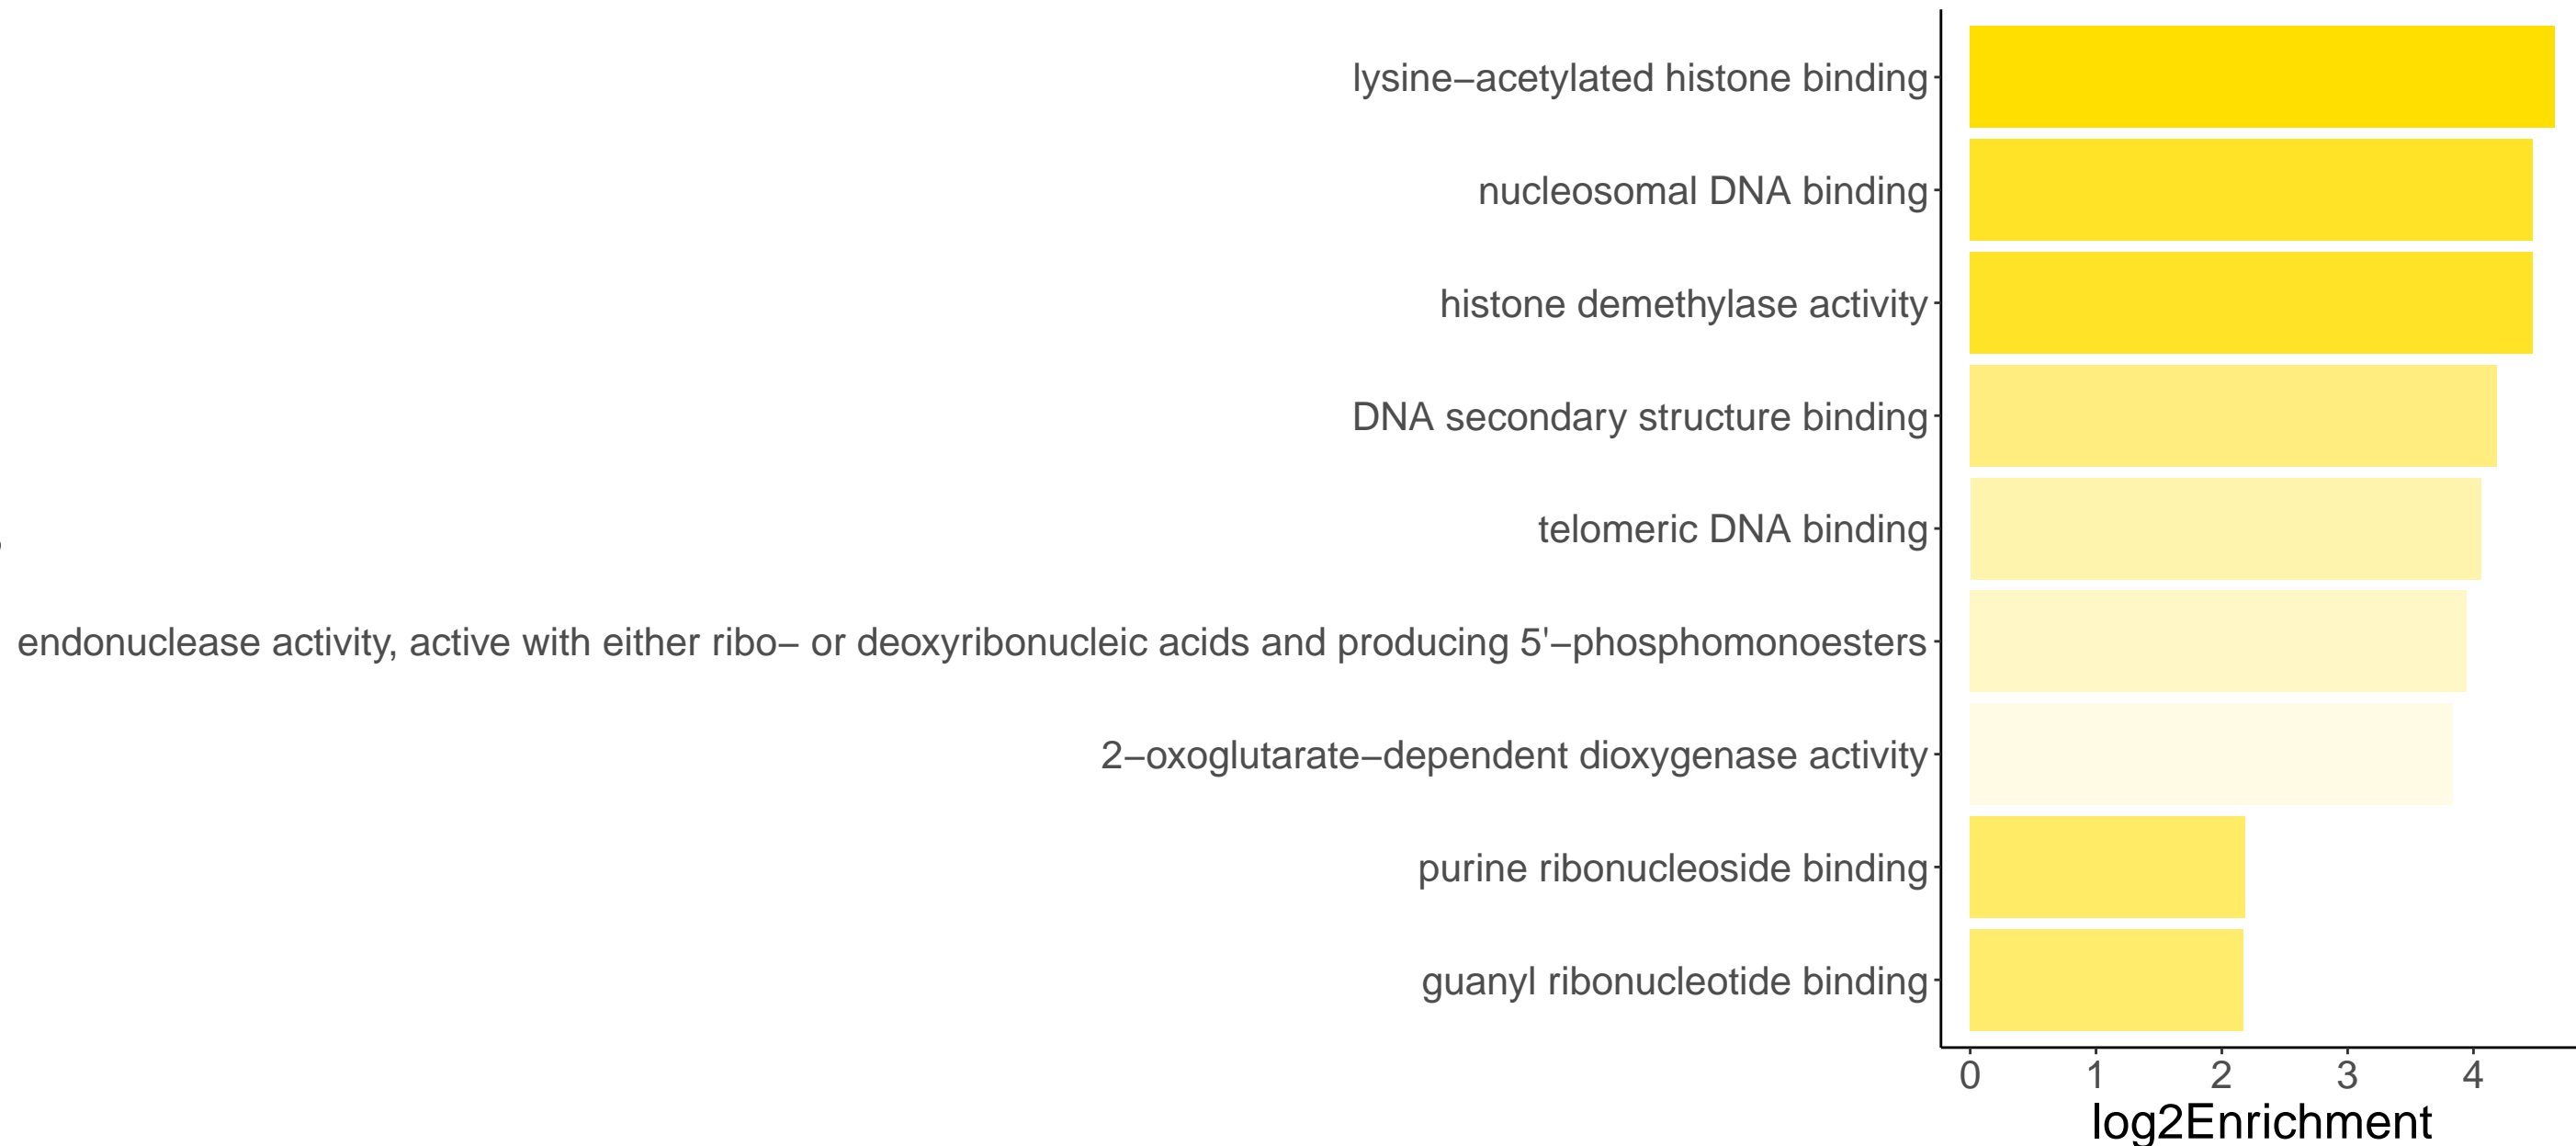 lysine−acetylated histone binding
nucleosomal DNA binding
histone demethylase activity
DNA secondary structure binding
telomeric DNA binding
endonuclease activity, active with either ribo− or deoxyribonucleic acids and producing 5'−phosphomonoesters
2−oxoglutarate−dependent dioxygenase activity
purine ribonucleoside binding
guanyl ribonucleotide binding
0 1 2 3 4
log2Enrichment